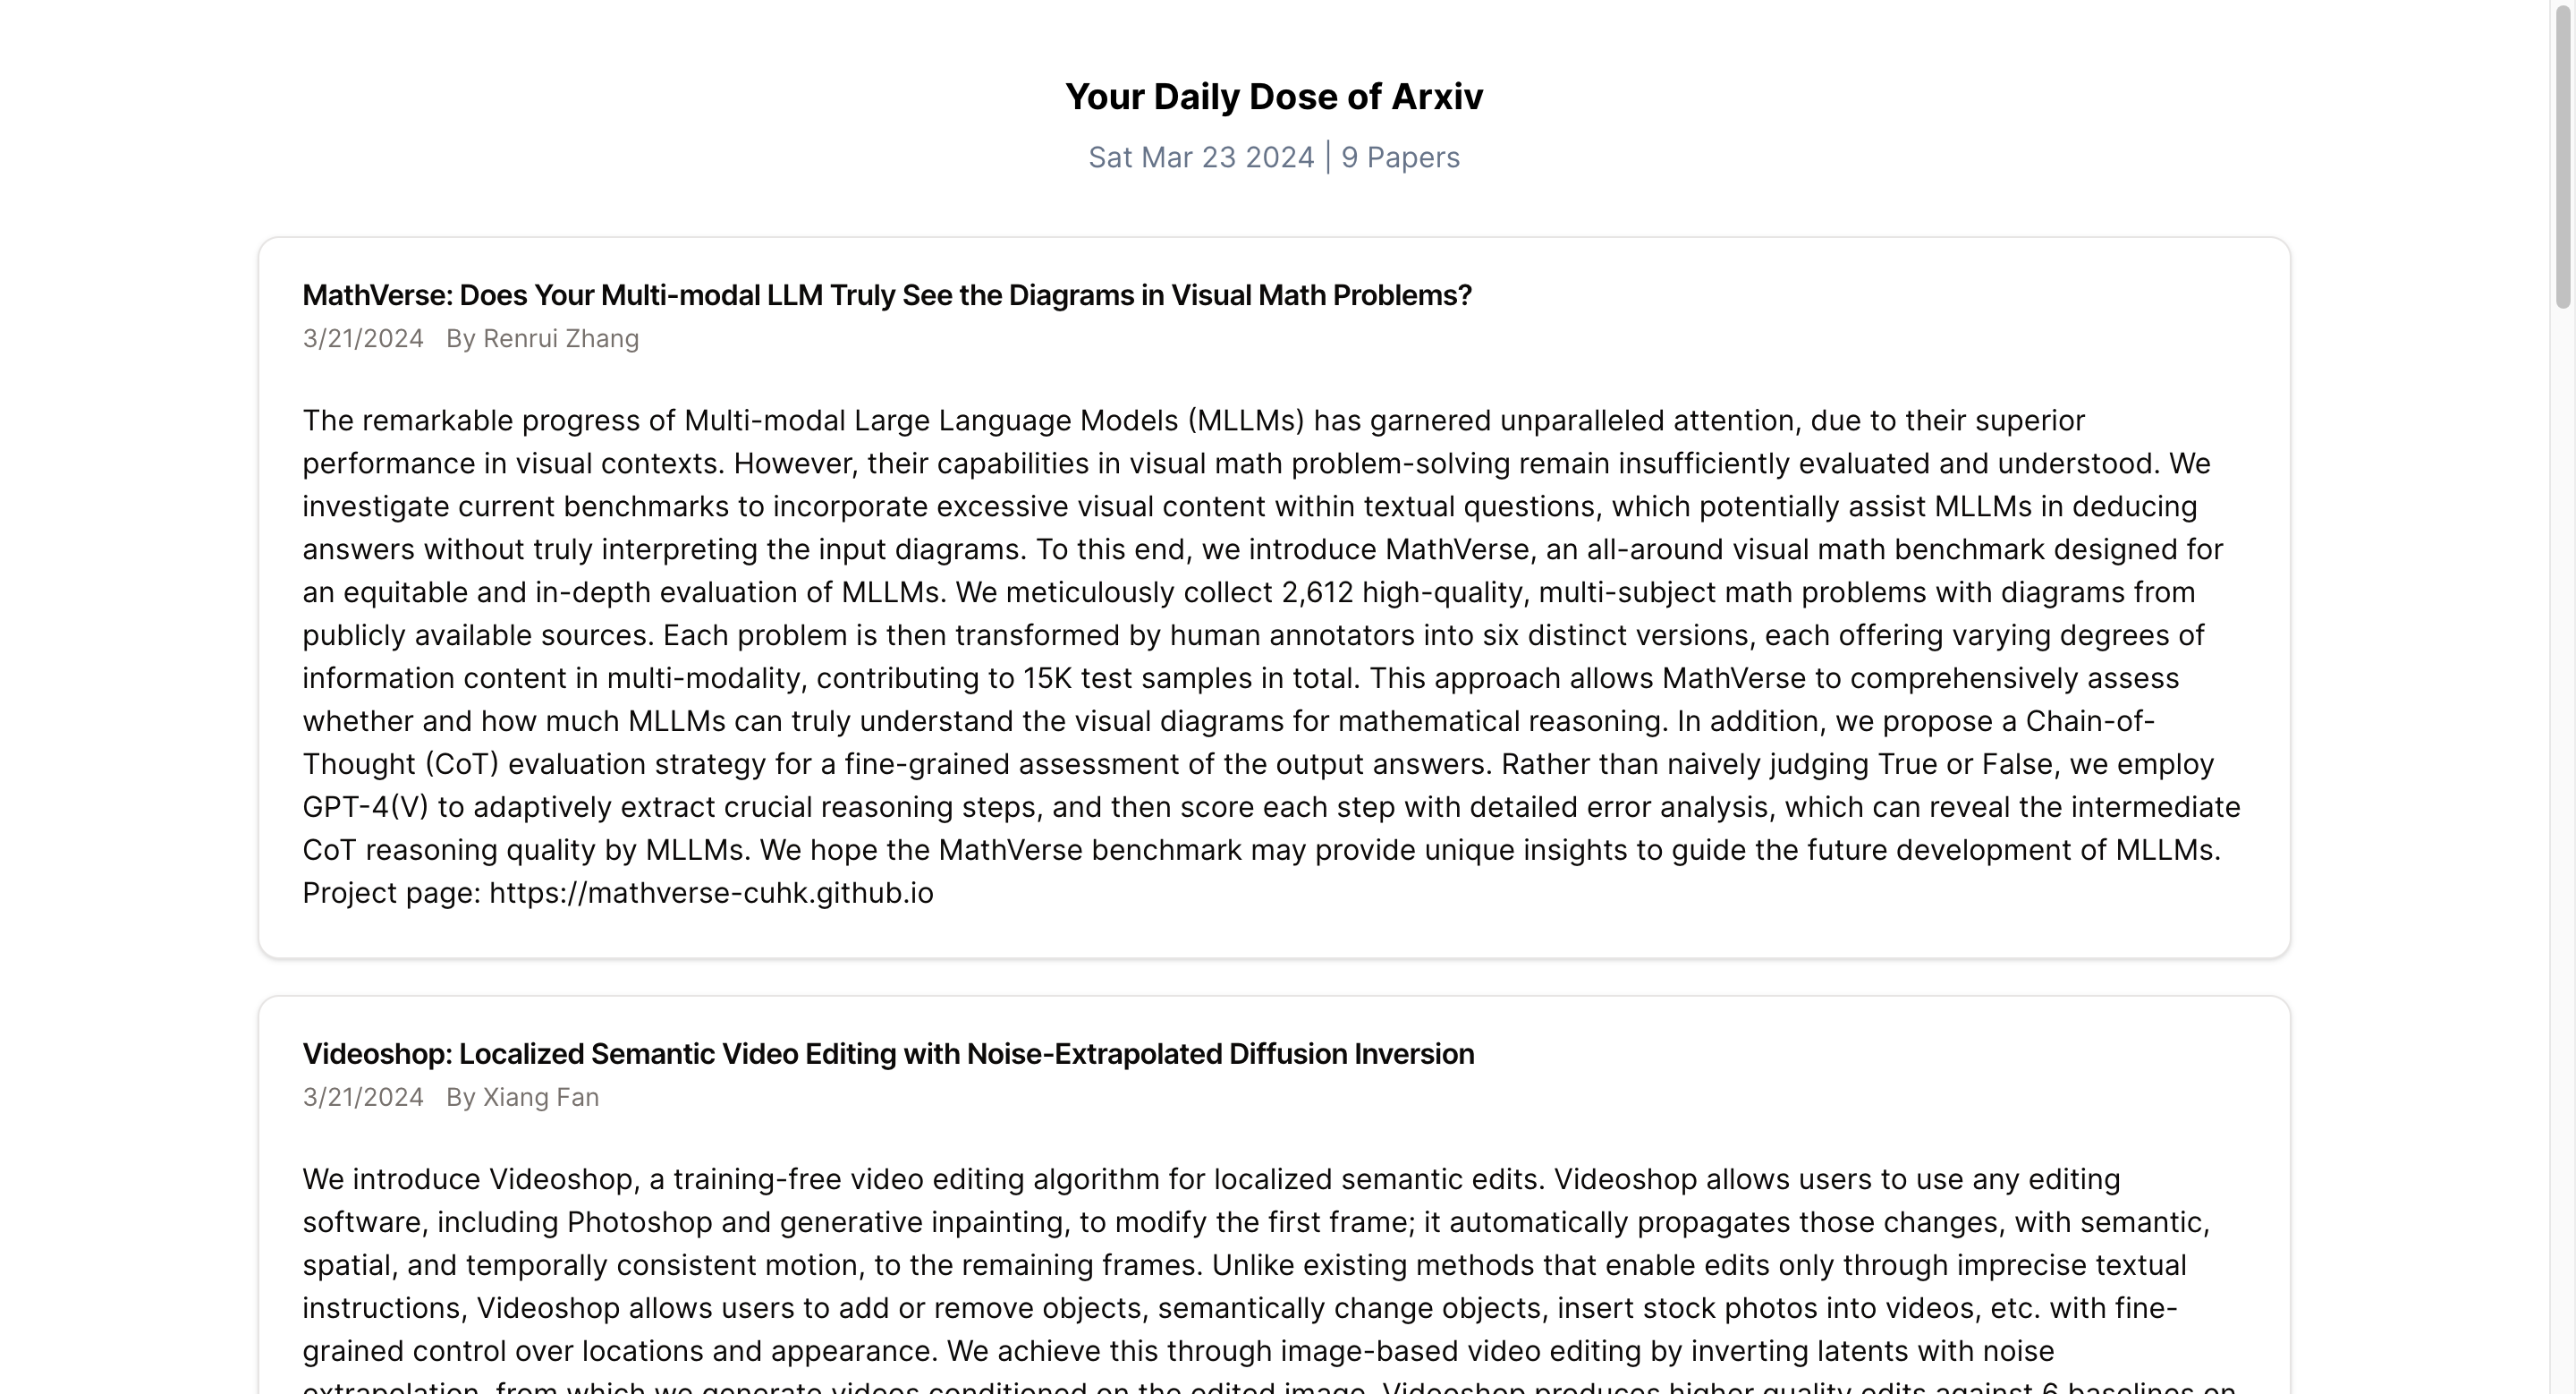 Your Daily Dose of Arxiv
Sat Mar 23 2024 | 9 Papers
MathVerse: Does Your Multi-modal LLM Truly See the Diagrams in Visual Math Problems?
3/21/2024 By Renrui Zhang
The remarkable progress of Multi-modal Large Language Models (MLLMs) has garnered unparalleled attention, due to their superior
performance in visual contexts. However, their capabilities in visual math problem-solving remain insufficiently evaluated and understood. We
investigate current benchmarks to incorporate excessive visual content within textual questions, which potentially assist MLLMs in deducing
answers without truly interpreting the input diagrams. To this end, we introduce MathVerse, an all-around visual math benchmark designed for
an equitable and in-depth evaluation of MLLMs. We meticulously collect 2,612 high-quality, multi-subject math problems with diagrams from
publicly available sources. Each problem is then transformed by human annotators into six distinct versions, each offering varying degrees of
information content in multi-modality, contributing to 15K test samples in total. This approach allows MathVerse to comprehensively assess
whether and how much MLLMs can truly understand the visual diagrams for mathematical reasoning. In addition, we propose a Chain-of-
Thought (CoT) evaluation strategy for a fine-grained assessment of the output answers. Rather than naively judging True or False, we employ
GPT-4(V) to adaptively extract crucial reasoning steps, and then score each step with detailed error analysis, which can reveal the intermediate
CoT reasoning quality by MLLMs. We hope the MathVerse benchmark may provide unique insights to guide the future development of MLLMs.
Project page: https://mathverse-cuhk.github.io
Videoshop: Localized Semantic Video Editing with Noise-Extrapolated Diffusion Inversion
3/21/2024 By Xiang Fan
We introduce Videoshop, a training-free video editing algorithm for localized semantic edits. Videoshop allows users to use any editing
software, including Photoshop and generative inpainting, to modify the first frame; it automatically propagates those changes, with semantic,
spatial, and temporally consistent motion, to the remaining frames. Unlike existing methods that enable edits only through imprecise textual
instructions, Videoshop allows users to add or remove objects, semantically change objects, insert stock photos into videos, etc. with fine-
grained control over locations and appearance. We achieve this through image-based video editing by inverting latents with noise
extrapolation, from which we generate videos conditioned on the edited image. Videoshop produces higher quality edits against 6 baselines on